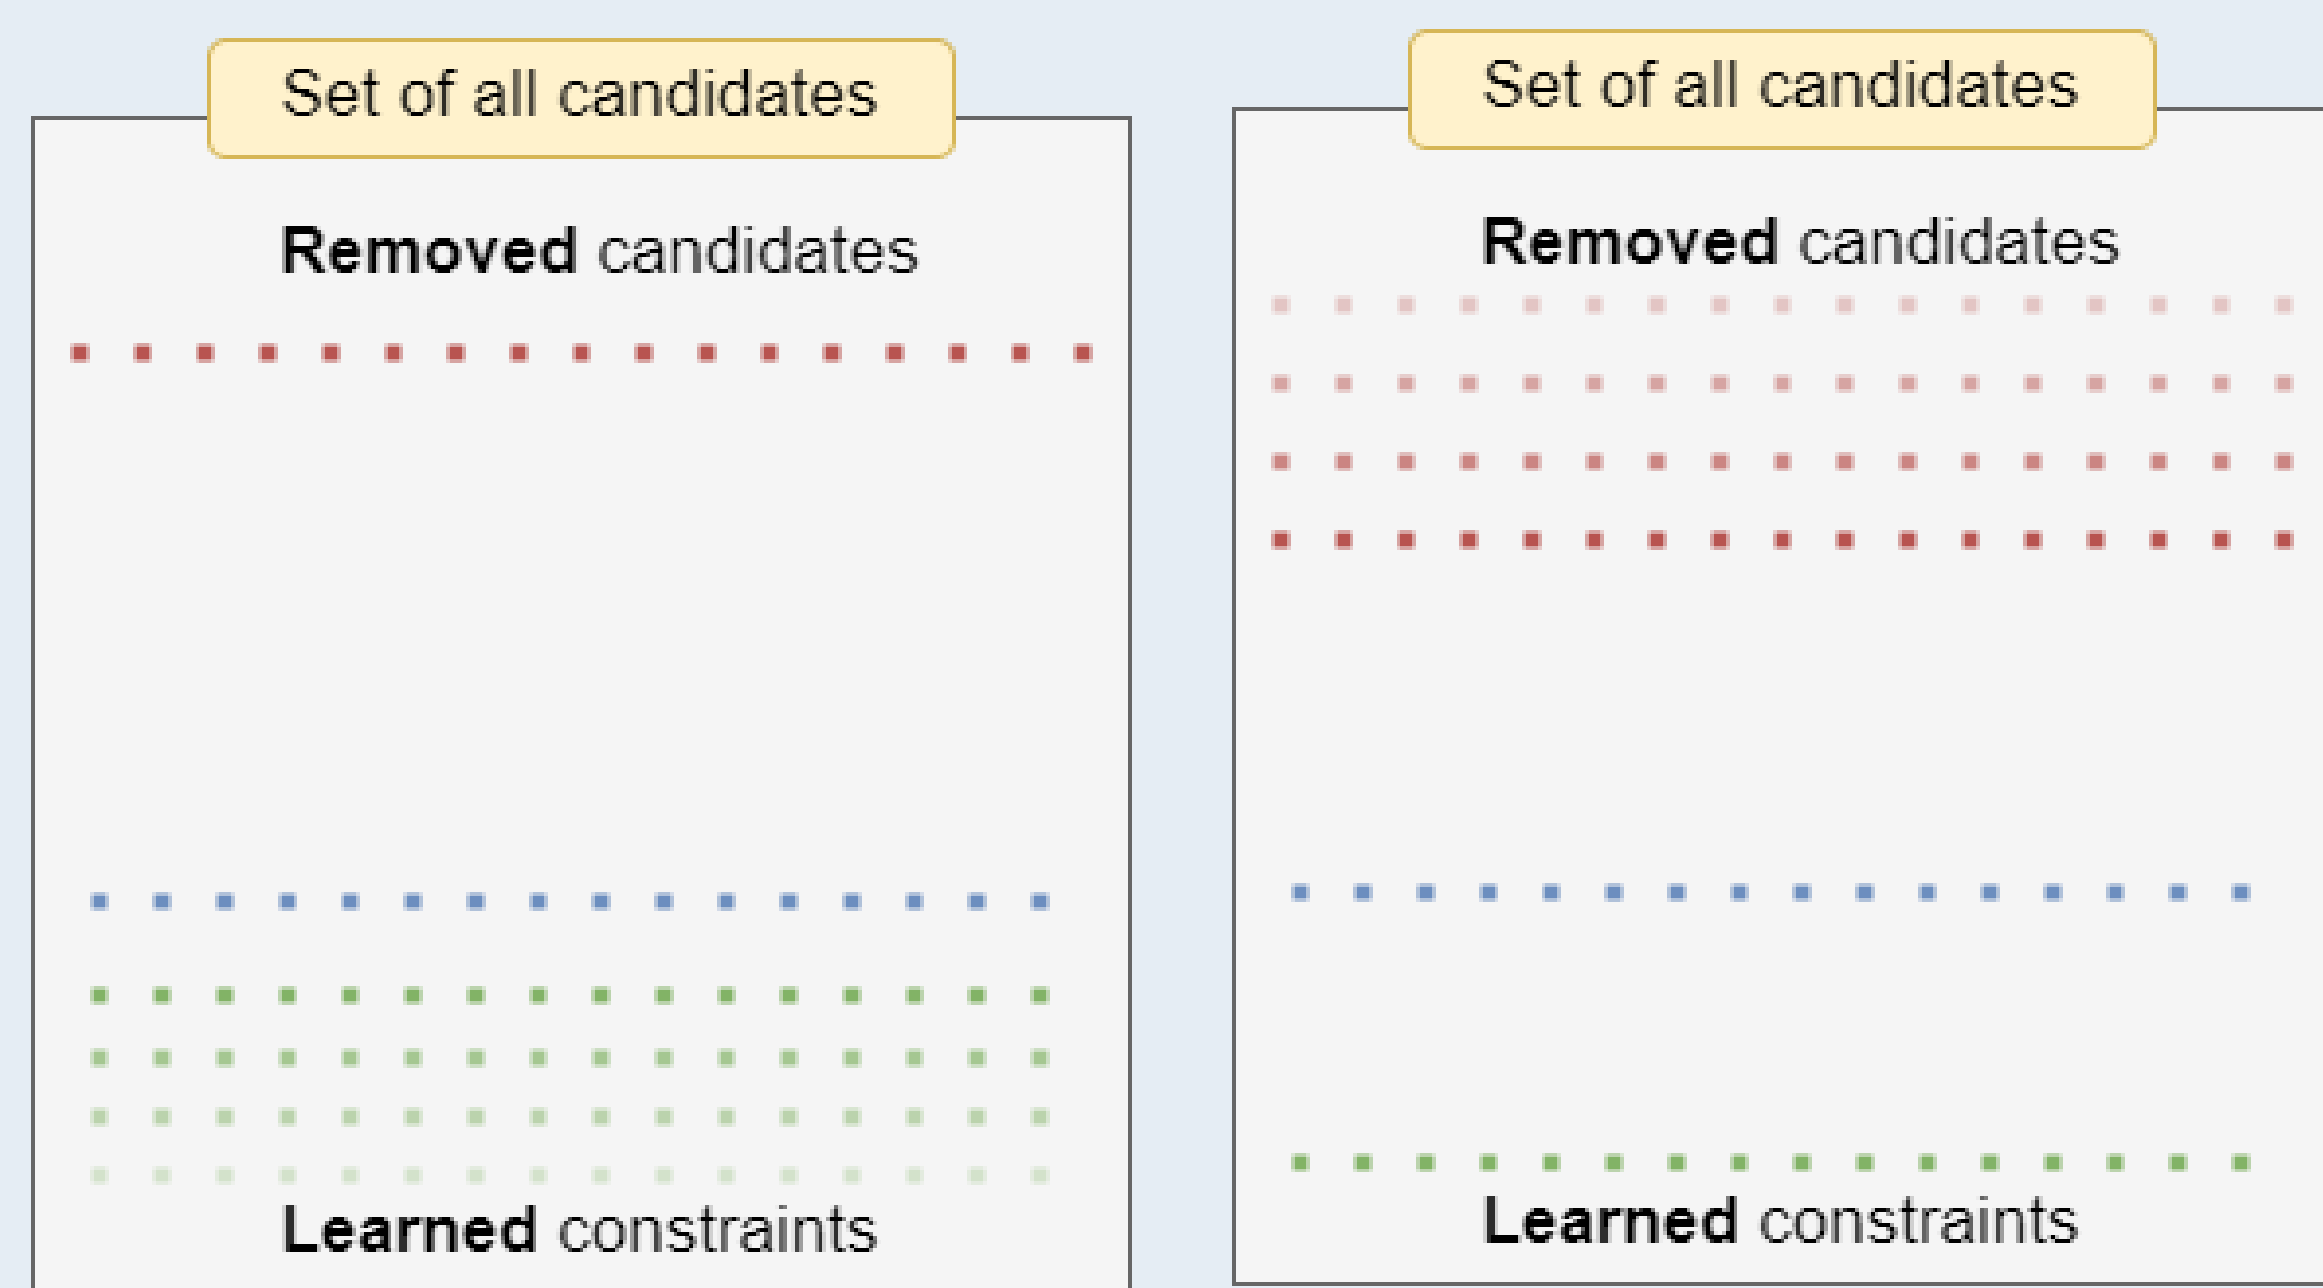 Set of all candidates
Removed candidates
Learned constraints
Set of all candidates
Removed candidates
Learned constraints